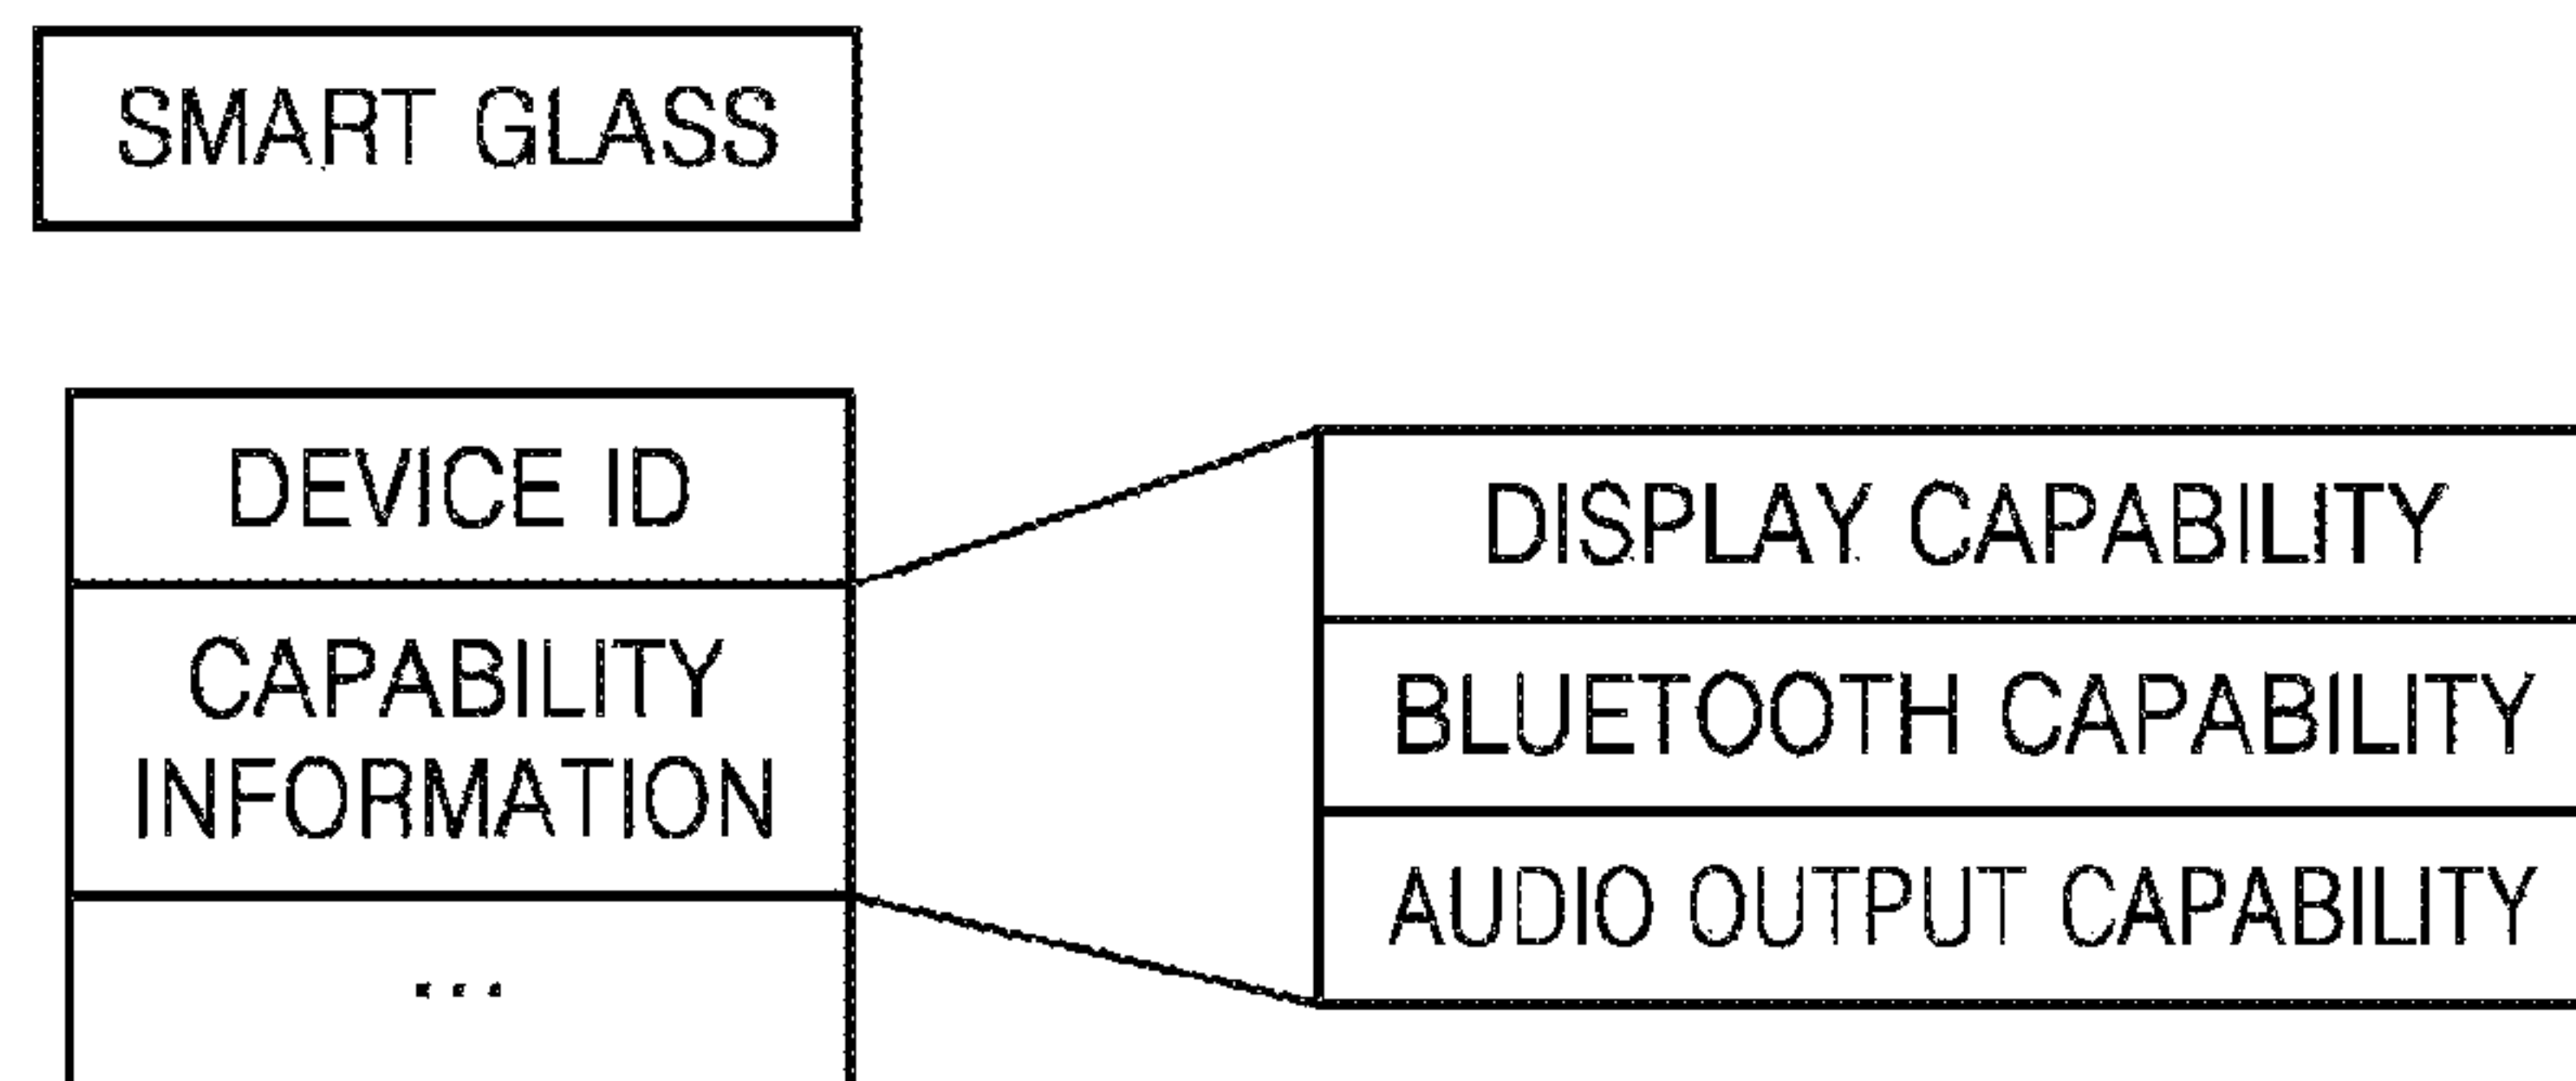 SMART GLASS
DEVICE ID
CAPABILITY
INFORMATION
...
DISPLAY CAPABILITY
BLUETOOTH CAPABILITY
AUDIO OUTPUT CAPABILITY